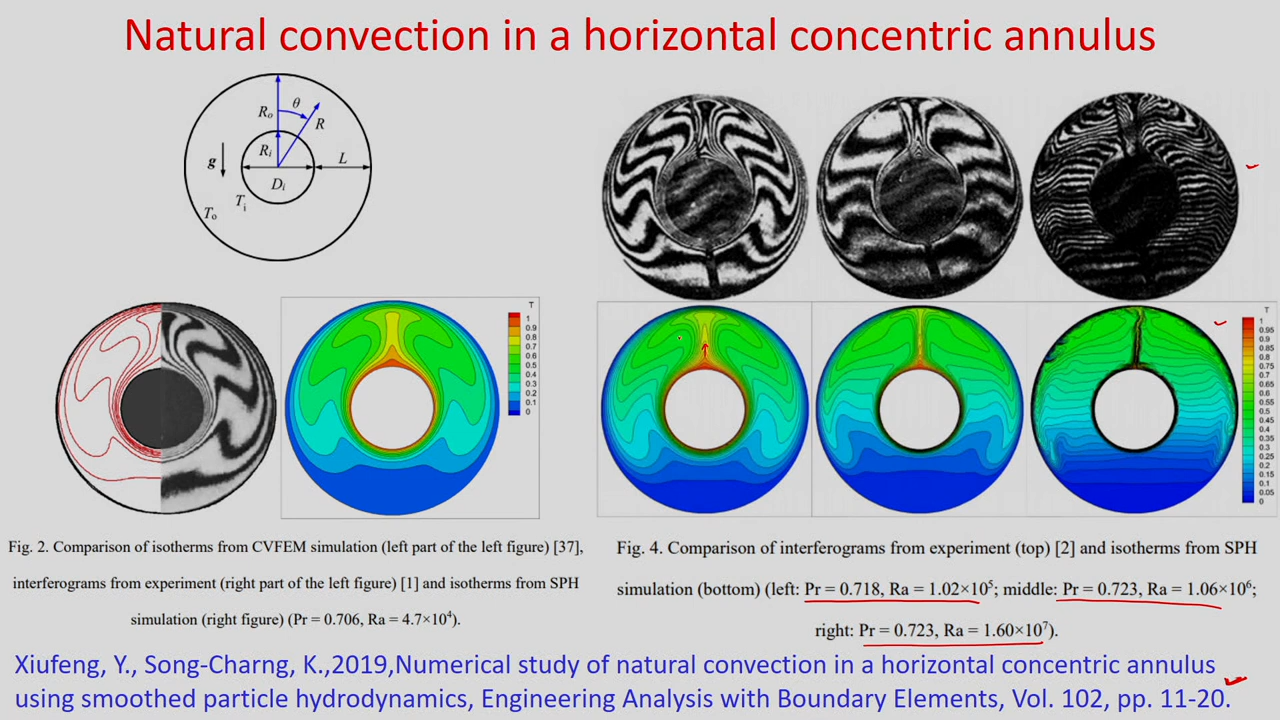 Natural convection in a horizontal concentric annulus
Rₒ
θ
R
g
Rᵢ
L
Dᵢ
Tᵢ
Tₒ
T
1
0.9
0.8
0.7
0.6
0.5
0.4
0.3
0.2
0.1
0
T
1
0.95
0.9
0.85
0.8
0.75
0.7
0.65
0.6
0.55
0.5
0.45
0.4
0.35
0.3
0.25
0.2
0.15
0.1
0.05
0
Fig. 2. Comparison of isotherms from CVFEM simulation (left part of the left figure) [37],
interferograms from experiment (right part of the left figure) [1] and isotherms from SPH
simulation (right figure) (Pr = 0.706, Ra = 4.7×10⁴).
Fig. 4. Comparison of interferograms from experiment (top) [2] and isotherms from SPH
simulation (bottom) (left: Pr = 0.718, Ra = 1.02×10⁵; middle: Pr = 0.723, Ra = 1.06×10⁶;
right: Pr = 0.723, Ra = 1.60×10⁷).
Xiufeng, Y., Song-Charng, K.,2019,Numerical study of natural convection in a horizontal concentric annulus
using smoothed particle hydrodynamics, Engineering Analysis with Boundary Elements, Vol. 102, pp. 11-20.